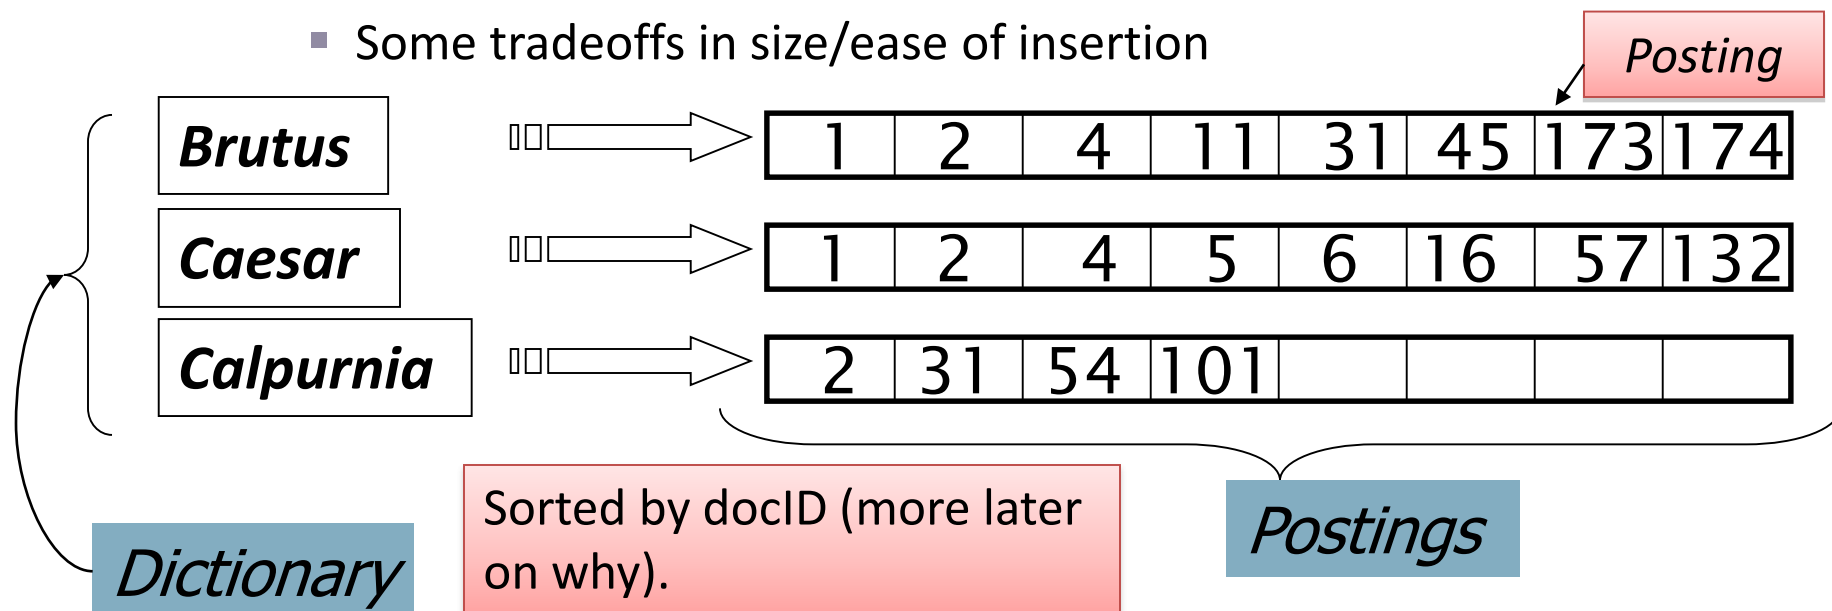 ▪ Some tradeoffs in size/ease of insertion
Posting
Brutus 1 2 4 11 31 45 173 174
Caesar 1 2 4 5 6 16 57 132
Calpurnia 2 31 54 101
Sorted by docID (more later
on why).
Postings
Dictionary